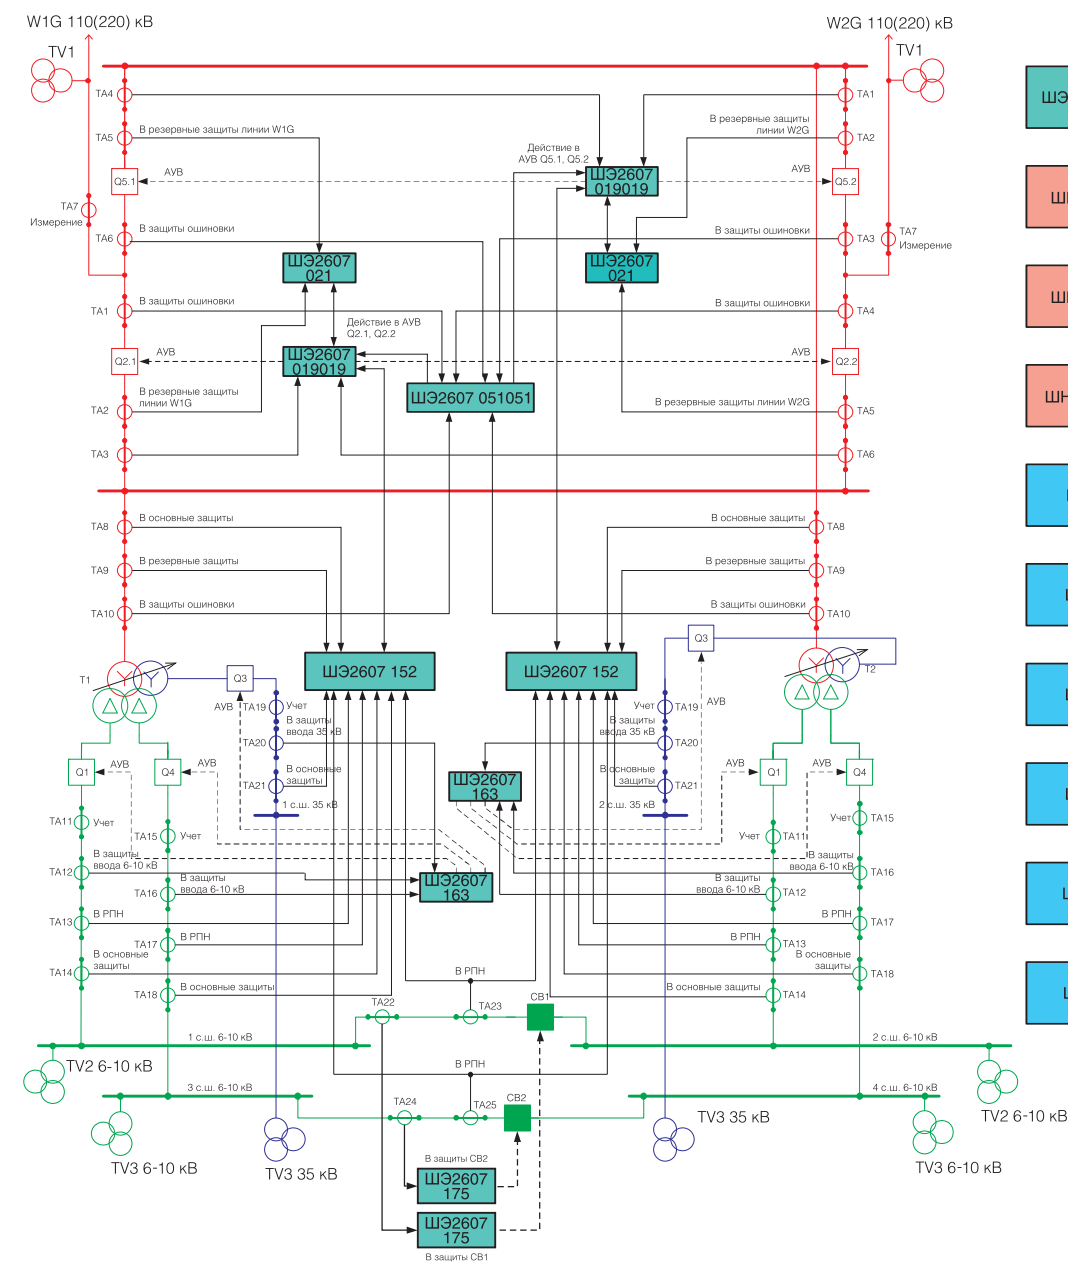 W1G 110(220) кВ
W2G 110(220) кВ
TV1
TV1
TA4
TA1
TA5
В резервные защиты линии W1G
В резервные защиты
линии W2G
TA2
Действие в
АУВ Q5.1, Q5.2
Q5.1
АУВ
ШЭ2607
019019
АУВ
Q5.2
TA7
Измерение
TA6
В защиты ошиновки
В защиты ошиновки
TA3
TA7
Измерение
ШЭ2607
021
ШЭ2607
021
TA1
В защиты ошиновки
В защиты ошиновки
TA4
Действие в АУВ
Q2.1, Q2.2
Q2.1
АУВ
ШЭ2607
019019
АУВ
Q2.2
В резервные защиты
линии W1G
ШЭ2607 051051
TA2
В резервные защиты линии W2G
TA5
TA3
TA6
TA8
В основные защиты
В основные защиты
TA8
TA9
В резервные защиты
В резервные защиты
TA9
TA10
В защиты ошиновки
В защиты ошиновки
TA10
Q3
T1
Q3
ШЭ2607 152
ШЭ2607 152
T2
АУВ
TA19
Учет
В защиты
ввода 35 кВ
Учет
TA19
АУВ
В защиты
ввода 35 кВ
TA20
TA20
Q1
АУВ
Q4
АУВ
TA21
В основные
защиты
ШЭ2607
163
В основные
защиты
TA21
АУВ
Q1
АУВ
Q4
1 с.ш. 35 кВ
2 с.ш. 35 кВ
TA11
Учет
TA15
Учет
Учет
TA11
Учет
TA15
TA12
В защиты
ввода 6-10 кВ
В защиты
ввода 6-10 кВ
TA16
TA16
В защиты
ввода 6-10 кВ
ШЭ2607
163
В защиты
ввода 6-10 кВ
TA12
TA13
В РПН
В РПН
TA17
TA17
В РПН
В РПН
TA13
TA14
В основные
защиты
В основные
защиты
TA18
TA18
В основные защиты
В РПН
В основные защиты
TA14
TA22
TA23
СВ1
1 с.ш. 6-10 кВ
2 с.ш. 6-10 кВ
TV2 6-10 кВ
В РПН
3 с.ш. 6-10 кВ
4 с.ш. 6-10 кВ
TA24
TA25
СВ2
TV3 35 кВ
TV2 6-10 кВ
TV3 6-10 кВ
TV3 35 кВ
TV3 6-10 кВ
В защиты СВ2
ШЭ2607
175
ШЭ2607
175
В защиты СВ1